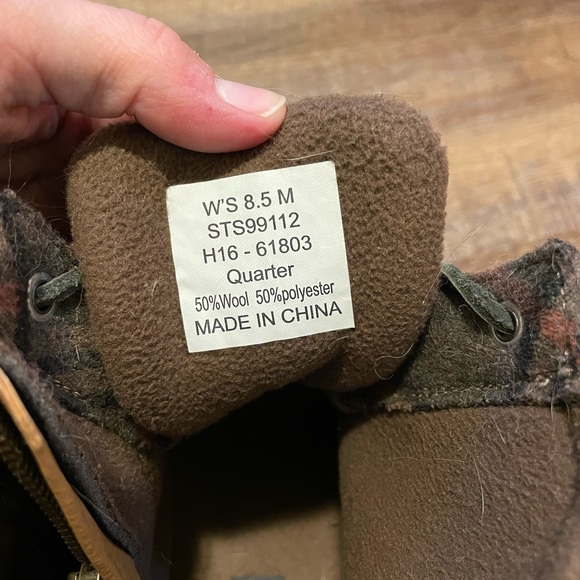 W'S 8.5 M
STS99112
H16 - 61803
Quarter
50%Wool 50%polyester
MADE IN CHINA